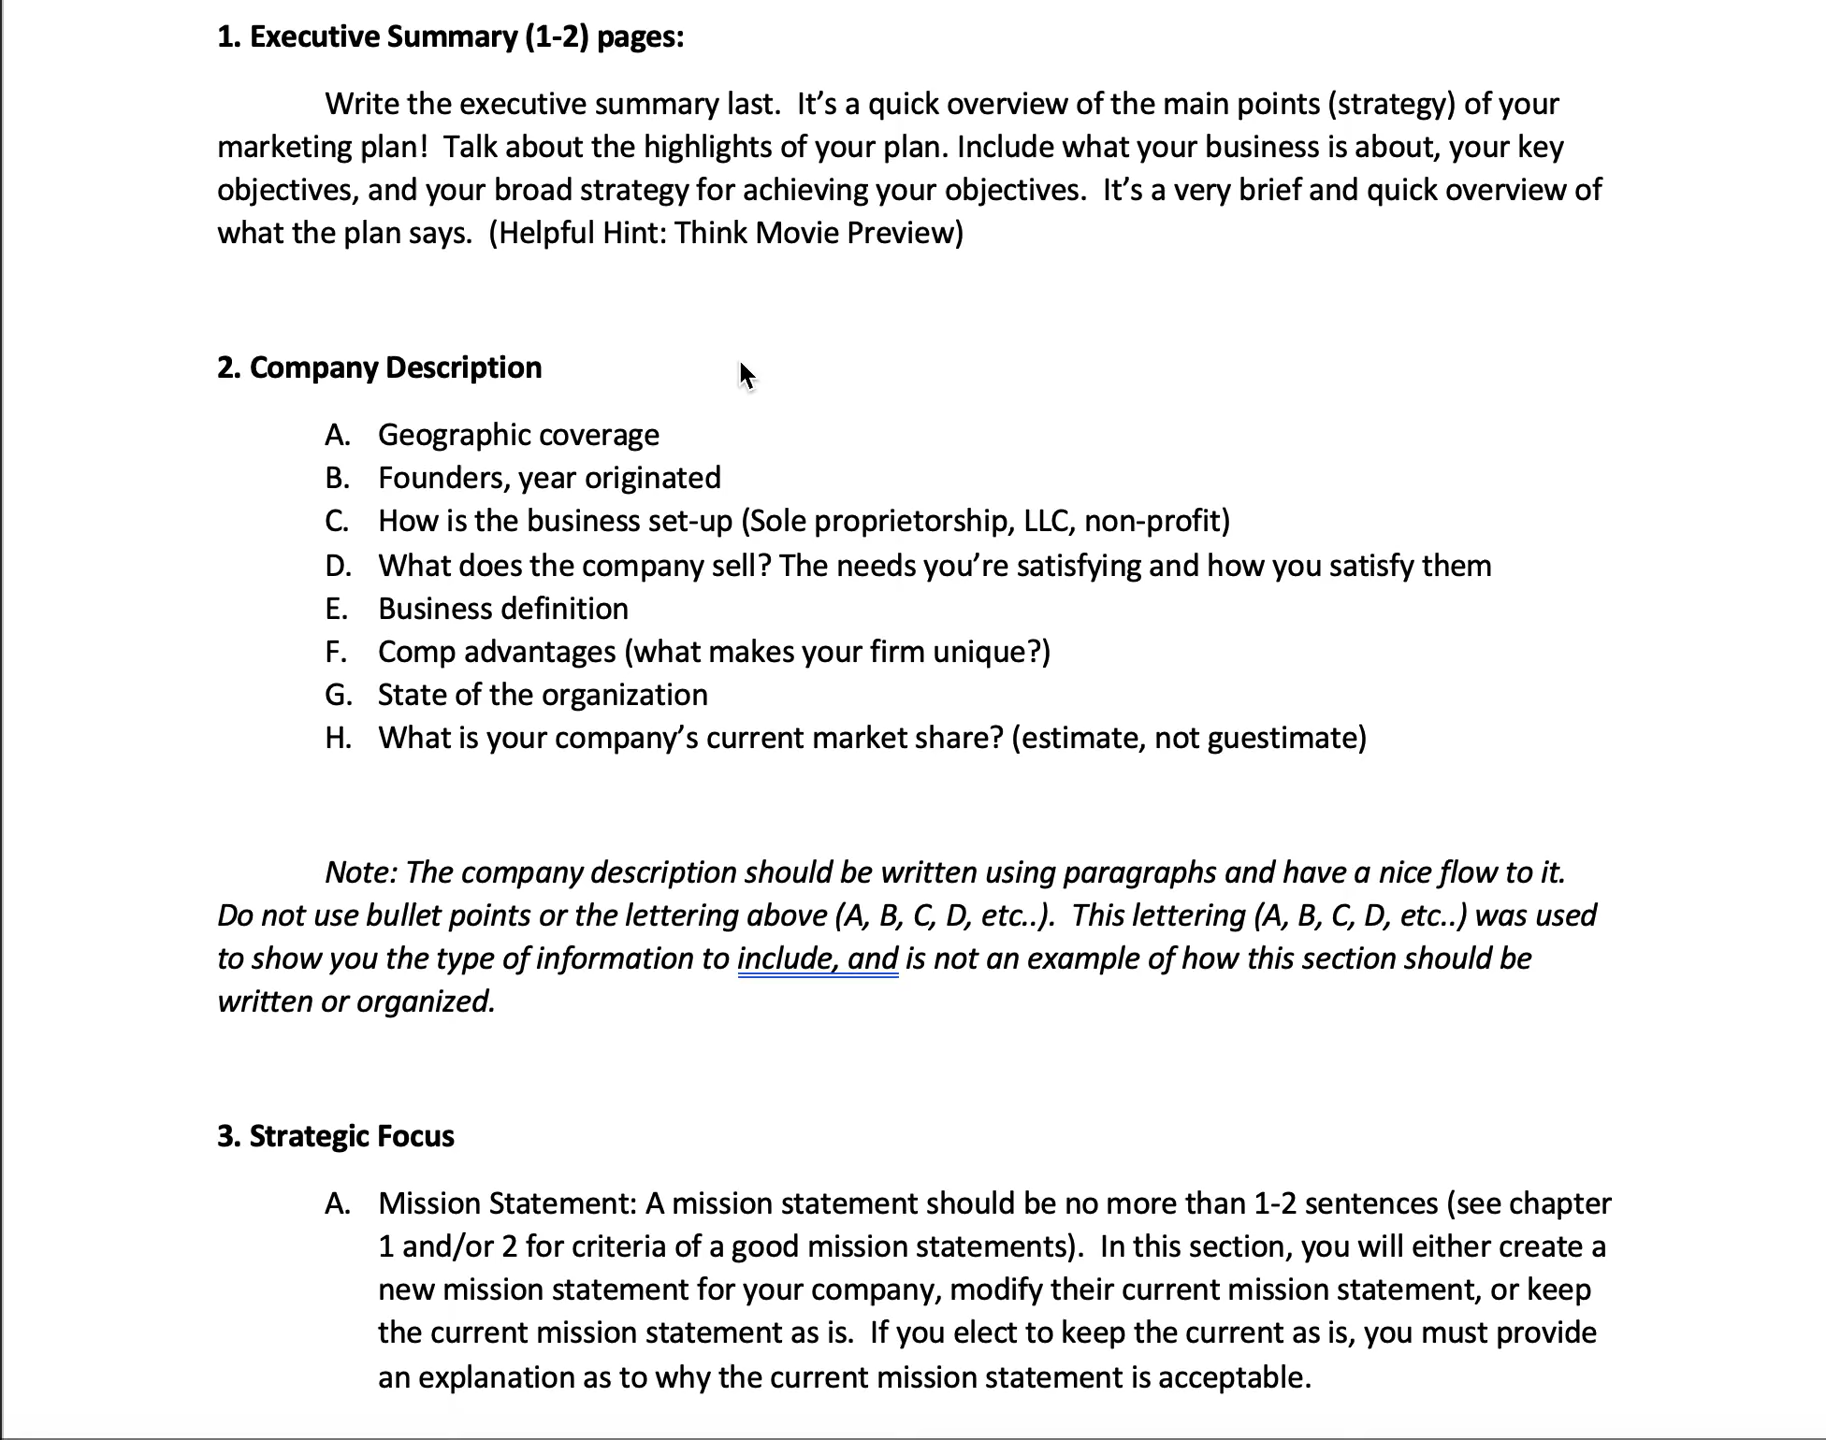 1. Executive Summary (1-2) pages:
Write the executive summary last.  It’s a quick overview of the main points (strategy) of your
marketing plan!  Talk about the highlights of your plan. Include what your business is about, your key
objectives, and your broad strategy for achieving your objectives.  It’s a very brief and quick overview of
what the plan says.  (Helpful Hint: Think Movie Preview)
2. Company Description
A. Geographic coverage
B. Founders, year originated
C. How is the business set-up (Sole proprietorship, LLC, non-profit)
D. What does the company sell? The needs you’re satisfying and how you satisfy them
E. Business definition
F. Comp advantages (what makes your firm unique?)
G. State of the organization
H. What is your company’s current market share? (estimate, not guestimate)
Note: The company description should be written using paragraphs and have a nice flow to it.
Do not use bullet points or the lettering above (A, B, C, D, etc..).  This lettering (A, B, C, D, etc..) was used
to show you the type of information to include, and is not an example of how this section should be
written or organized.
3. Strategic Focus
A. Mission Statement: A mission statement should be no more than 1-2 sentences (see chapter
1 and/or 2 for criteria of a good mission statements).  In this section, you will either create a
new mission statement for your company, modify their current mission statement, or keep
the current mission statement as is.  If you elect to keep the current as is, you must provide
an explanation as to why the current mission statement is acceptable.